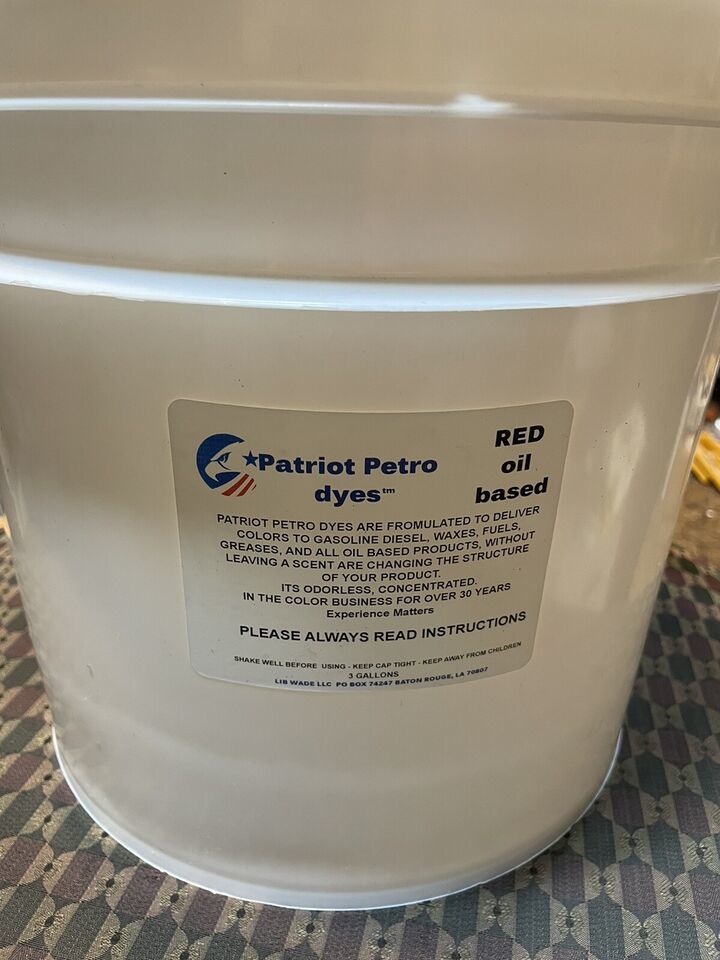 Patriot Petro
dyes™
RED
oil
based
PATRIOT PETRO DYES ARE FROMULATED TO DELIVER
COLORS TO GASOLINE DIESEL, WAXES, FUELS,
GREASES, AND ALL OIL BASED PRODUCTS, WITHOUT
LEAVING A SCENT ARE CHANGING THE STRUCTURE
OF YOUR PRODUCT.
ITS ODORLESS, CONCENTRATED.
IN THE COLOR BUSINESS FOR OVER 30 YEARS
Experience Matters
PLEASE ALWAYS READ INSTRUCTIONS
SHAKE WELL BEFORE USING - KEEP CAP TIGHT - KEEP AWAY FROM CHILDREN
3 GALLONS
LIB WADE LLC PO BOX 74247 BATON ROUGE, LA 70807